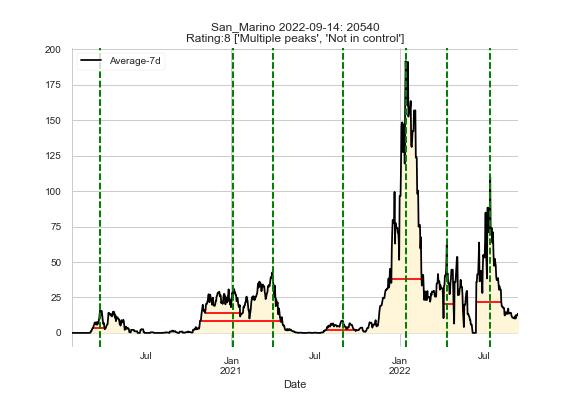 San_Marino 2022-09-14: 20540
Rating:8 ['Multiple peaks', 'Not in control']
Average-7d
200
175
150
125
100
75
50
25
0
Jul
Jan
2021
Jul
Jan
2022
Jul
Date